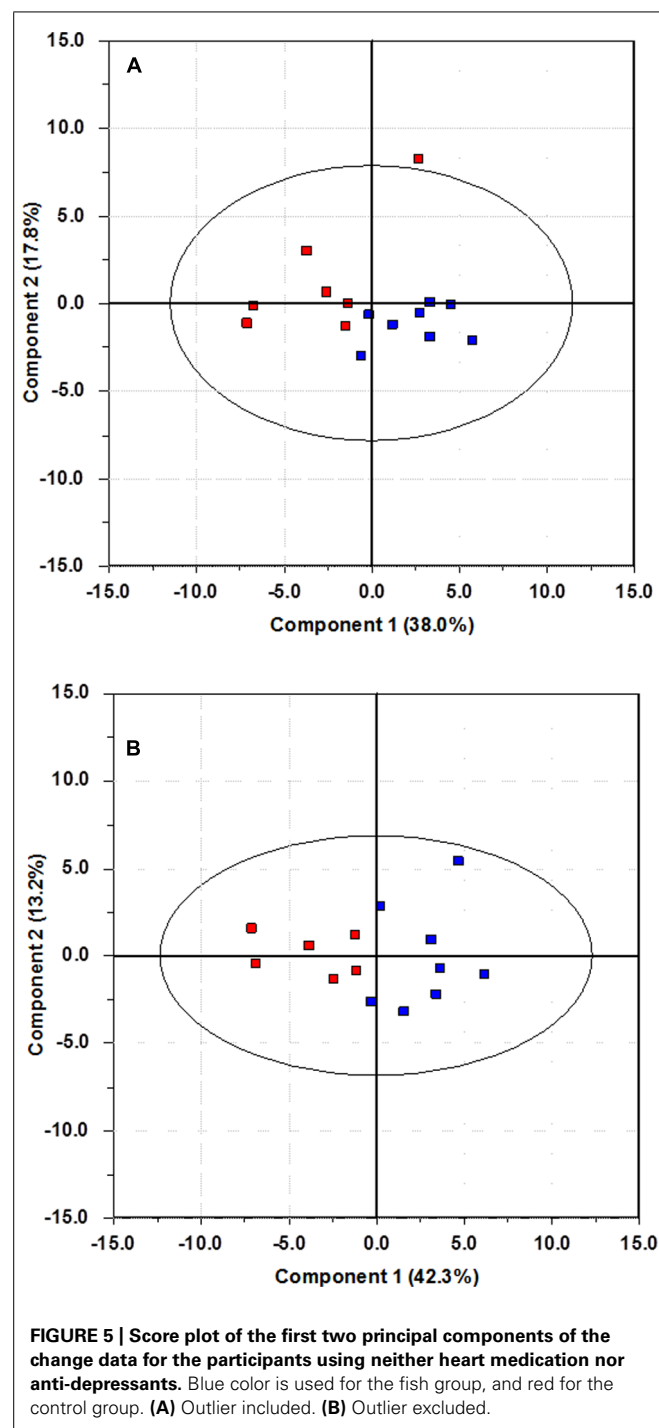 15.0
A
10.0
5.0
0.0
-5.0
-10.0
-15.0
Component 2 (17.8%)
-15.0 -10.0 -5.0 0.0 5.0 10.0 15.0
Component 1 (38.0%)
15.0
B
10.0
5.0
0.0
-5.0
-10.0
-15.0
Component 2 (13.2%)
-15.0 -10.0 -5.0 0.0 5.0 10.0 15.0
Component 1 (42.3%)
FIGURE 5 | Score plot of the first two principal components of the
change data for the participants using neither heart medication nor
anti-depressants. Blue color is used for the fish group, and red for the
control group. (A) Outlier included. (B) Outlier excluded.